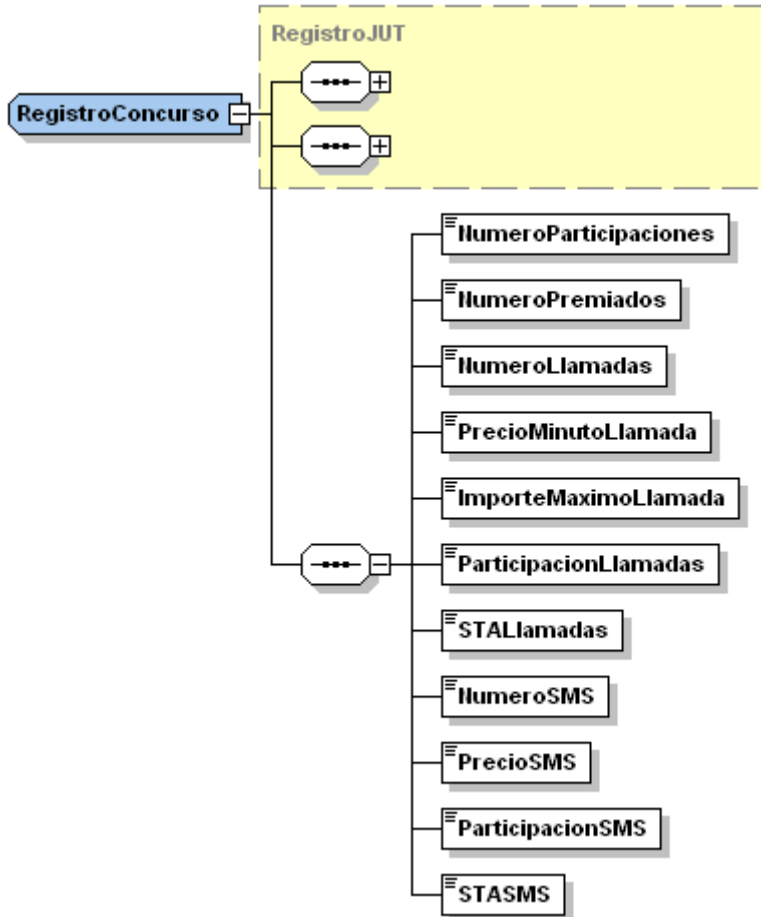 RegistroJUT
RegistroConcurso
NumeroParticipaciones
NumeroPremiados
NumeroLlamadas
PrecioMinutoLlamada
ImporteMaximoLlamada
ParticipacionLlamadas
STALlamadas
NumeroSMS
PrecioSMS
ParticipacionSMS
STASMS